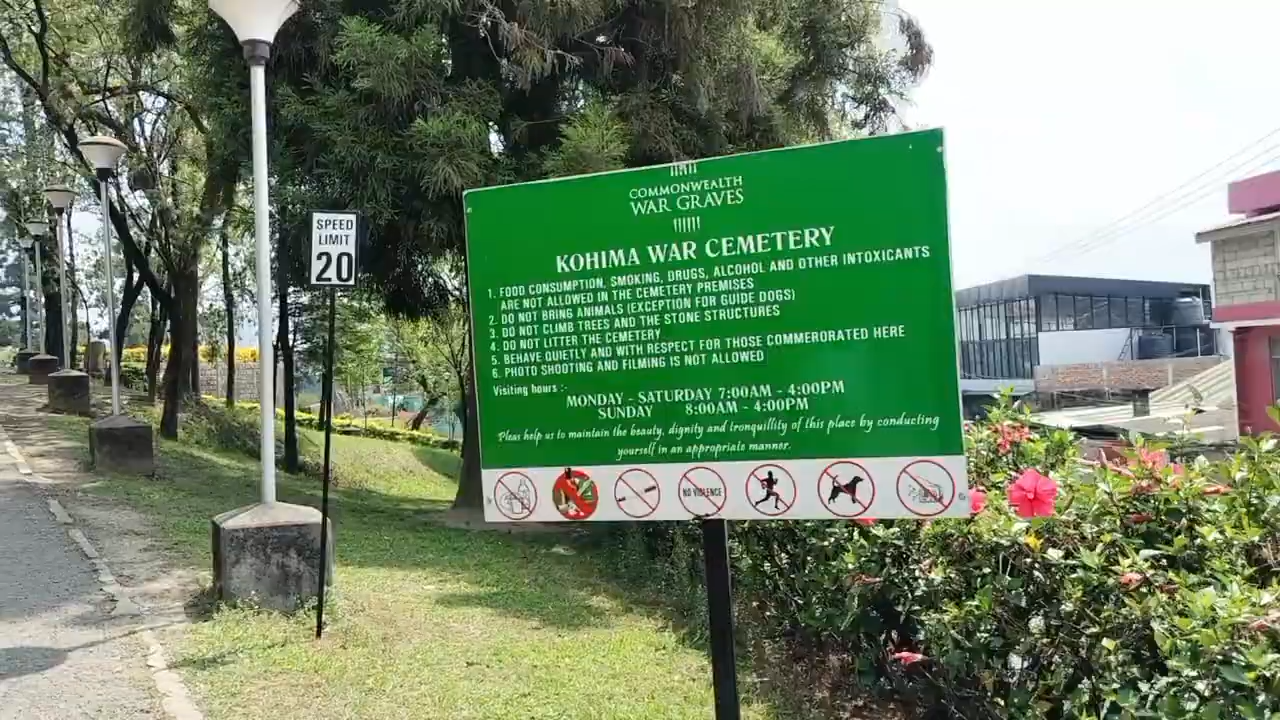 SPEED
LIMIT
20
COMMONWEALTH
WAR GRAVES
KOHIMA WAR CEMETERY
1. FOOD CONSUMPTION, SMOKING, DRUGS, ALCOHOL AND OTHER INTOXICANTS
ARE NOT ALLOWED IN THE CEMETERY PREMISES
2. DO NOT BRING ANIMALS (EXCEPTION FOR GUIDE DOGS)
3. DO NOT CLIMB TREES AND THE STONE STRUCTURES
4. DO NOT LITTER THE CEMETERY
5. BEHAVE QUIETLY AND WITH RESPECT FOR THOSE COMMERORATED HERE
6. PHOTO SHOOTING AND FILMING IS NOT ALLOWED
Visiting hours :-
MONDAY - SATURDAY 7:00AM - 4:00PM
SUNDAY 8:00AM - 4:00PM
Pleas help us to maintain the beauty, dignity and tronquillity of this place by conducting
yourself in an appropriate manner.
NO VIOLENCE